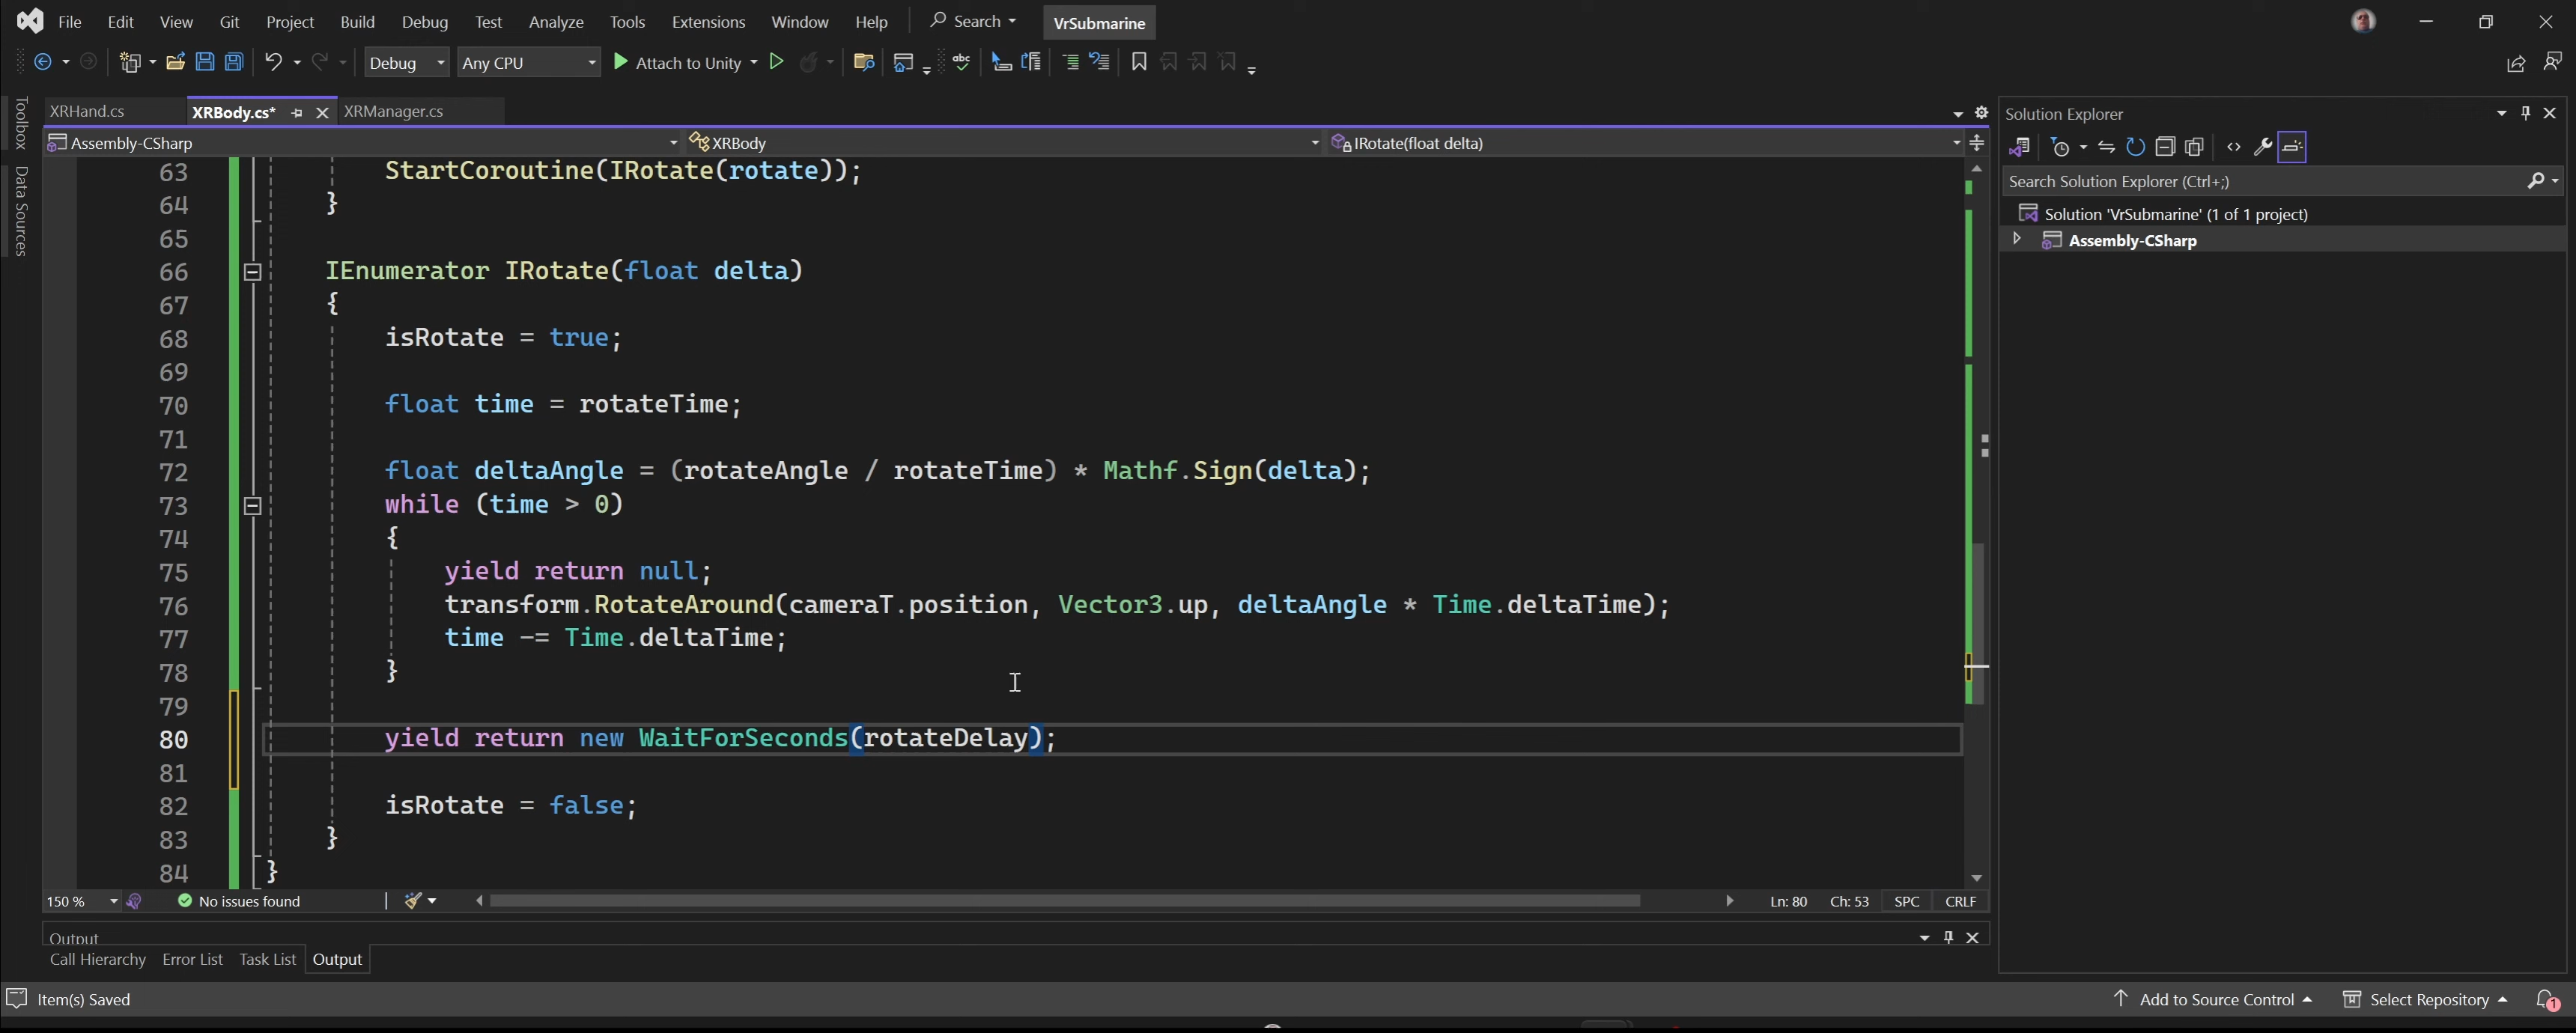 File Edit View Git Project Build Debug Test Analyze Tools Extensions Window Help Search VrSubmarine
Debug Any CPU Attach to Unity
Toolbox
Data Sources
XRHand.cs XRBody.cs* XRManager.cs
Assembly-CSharp XRBody IRotate(float delta)
63 StartCoroutine(IRotate(rotate));
64 }
65
66 IEnumerator IRotate(float delta)
67 {
68 isRotate = true;
69
70 float time = rotateTime;
71
72 float deltaAngle = (rotateAngle / rotateTime) * Mathf.Sign(delta);
73 while (time > 0)
74 {
75 yield return null;
76 transform.RotateAround(cameraT.position, Vector3.up, deltaAngle * Time.deltaTime);
77 time -= Time.deltaTime;
78 }
79
80 yield return new WaitForSeconds(rotateDelay);
81
82 isRotate = false;
83 }
84 }
150 % No issues found Ln: 80 Ch: 53 SPC CRLF
Output
Call Hierarchy Error List Task List Output
Solution Explorer
Search Solution Explorer (Ctrl+;)
Solution 'VrSubmarine' (1 of 1 project)
Assembly-CSharp
Item(s) Saved Add to Source Control Select Repository 1